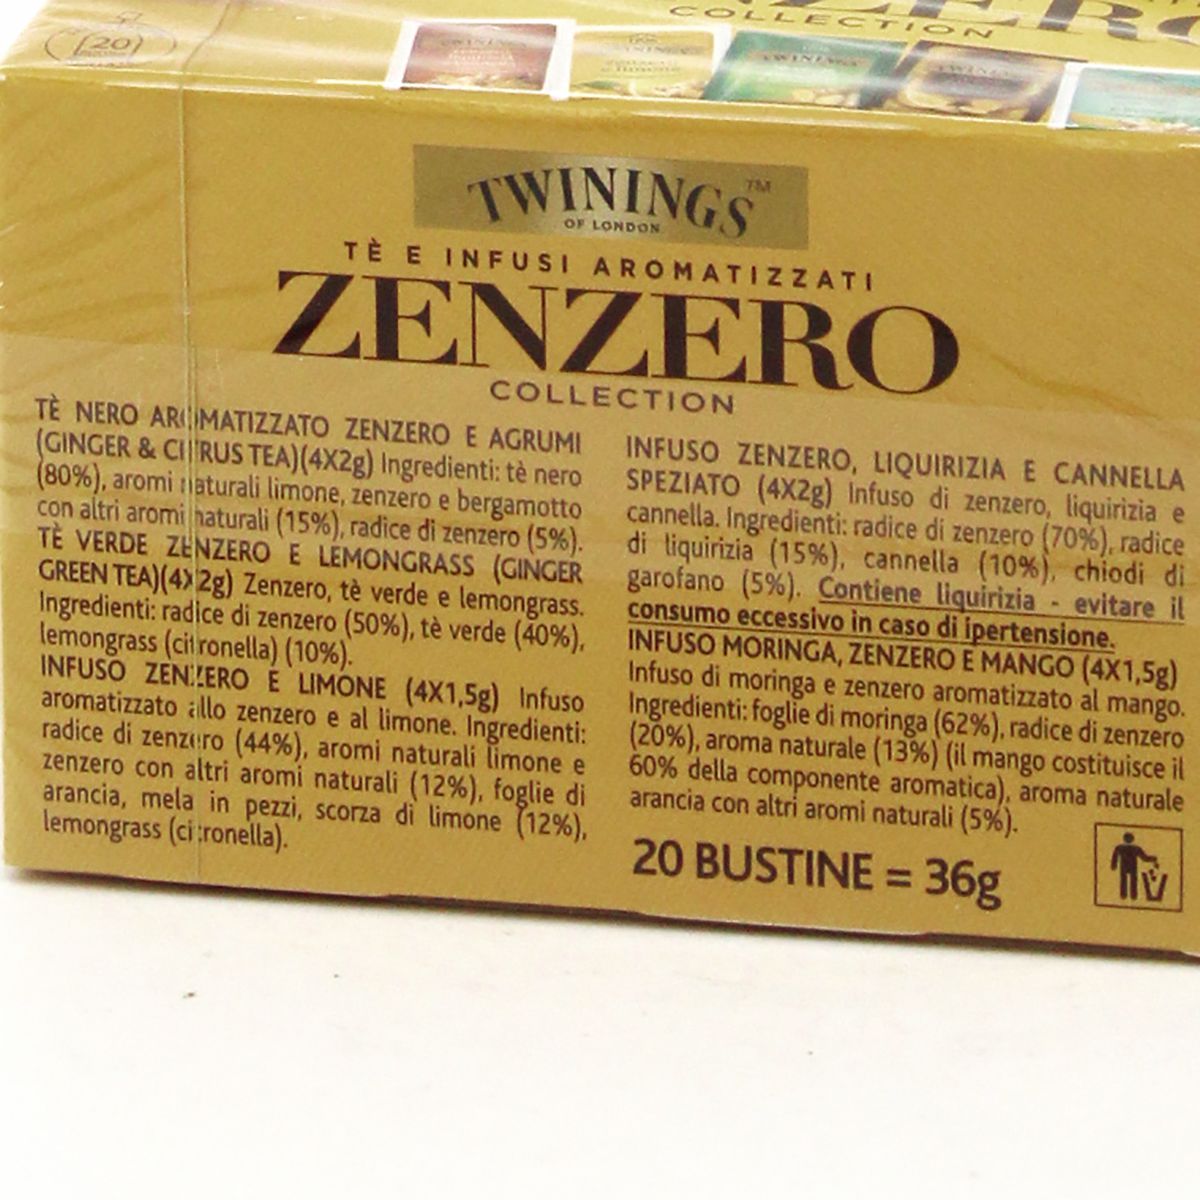 COLLECTION
20
TWININGS™
OF LONDON
TÈ E INFUSI AROMATIZZATI
ZENZERO
COLLECTION
TÈ NERO AROMATIZZATO ZENZERO E AGRUMI
(GINGER & CITRUS TEA)(4X2g) Ingredienti: tè nero
(80%), aromi naturali limone, zenzero e bergamotto
con altri aromi naturali (15%), radice di zenzero (5%).
TÈ VERDE ZENZERO E LEMONGRASS (GINGER
GREEN TEA)(4X2g) Zenzero, tè verde e lemongrass.
Ingredienti: radice di zenzero (50%), tè verde (40%),
lemongrass (citronella) (10%).
INFUSO ZENZERO E LIMONE (4X1,5g) Infuso
aromatizzato allo zenzero e al limone. Ingredienti:
radice di zenzero (44%), aromi naturali limone e
zenzero con altri aromi naturali (12%), foglie di
arancia, mela in pezzi, scorza di limone (12%),
lemongrass (citronella).
INFUSO ZENZERO, LIQUIRIZIA E CANNELLA
SPEZIATO (4X2g) Infuso di zenzero, liquirizia e
cannella. Ingredienti: radice di zenzero (70%), radice
di liquirizia (15%), cannella (10%), chiodi di
garofano (5%). Contiene liquirizia - evitare il
consumo eccessivo in caso di ipertensione.
INFUSO MORINGA, ZENZERO E MANGO (4X1,5g)
Infuso di moringa e zenzero aromatizzato al mango.
Ingredienti: foglie di moringa (62%), radice di zenzero
(20%), aroma naturale (13%) (il mango costituisce il
60% della componente aromatica), aroma naturale
arancia con altri aromi naturali (5%).
20 BUSTINE = 36g